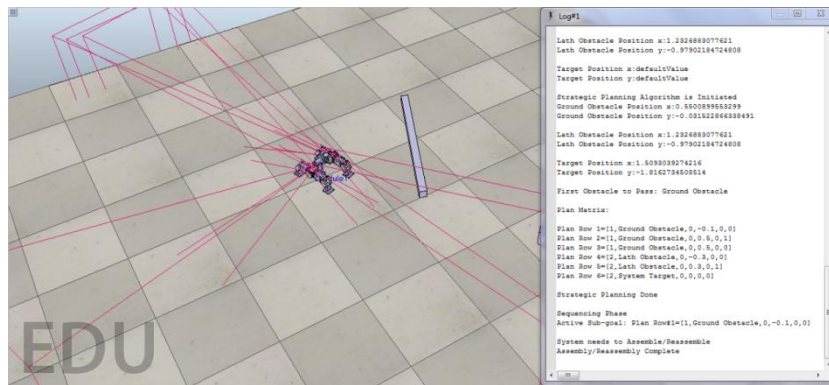 Log#1
Lath Obstacle Position x:1.2326883077621
Lath Obstacle Position y:-0.97902184724808
Target Position x:defaultValue
Target Position y:defaultValue
Strategic Planning Algorithm is Initiated
Ground Obstacle Position x:0.5500899553299
Ground Obstacle Position y:-0.031522866338491
Lath Obstacle Position x:1.2326883077621
Lath Obstacle Position y:-0.97902184724808
Target Position x:1.5093039274216
Target Position y:-1.8162734508514
First Obstacle to Pass: Ground Obstacle
Plan Matrix:
Plan Row 1=[1,Ground Obstacle,0,-0.1,0,0]
Plan Row 2=[1,Ground Obstacle,0,0.5,0,1]
Plan Row 3=[1,Ground Obstacle,0,0.5,0,0]
Plan Row 4=[2,Lath Obstacle,0,-0.3,0,0]
Plan Row 5=[2,Lath Obstacle,0,0.3,0,1]
Plan Row 6=[2,System Target,0,0,0,0]
Strategic Planning Done
Sequencing Phase
Active Sub-goal: Plan Row#1=[1,Ground Obstacle,0,-0.1,0,0]
System needs to Assemble/Reassemble
Assembly/Reassembly Complete
EDU